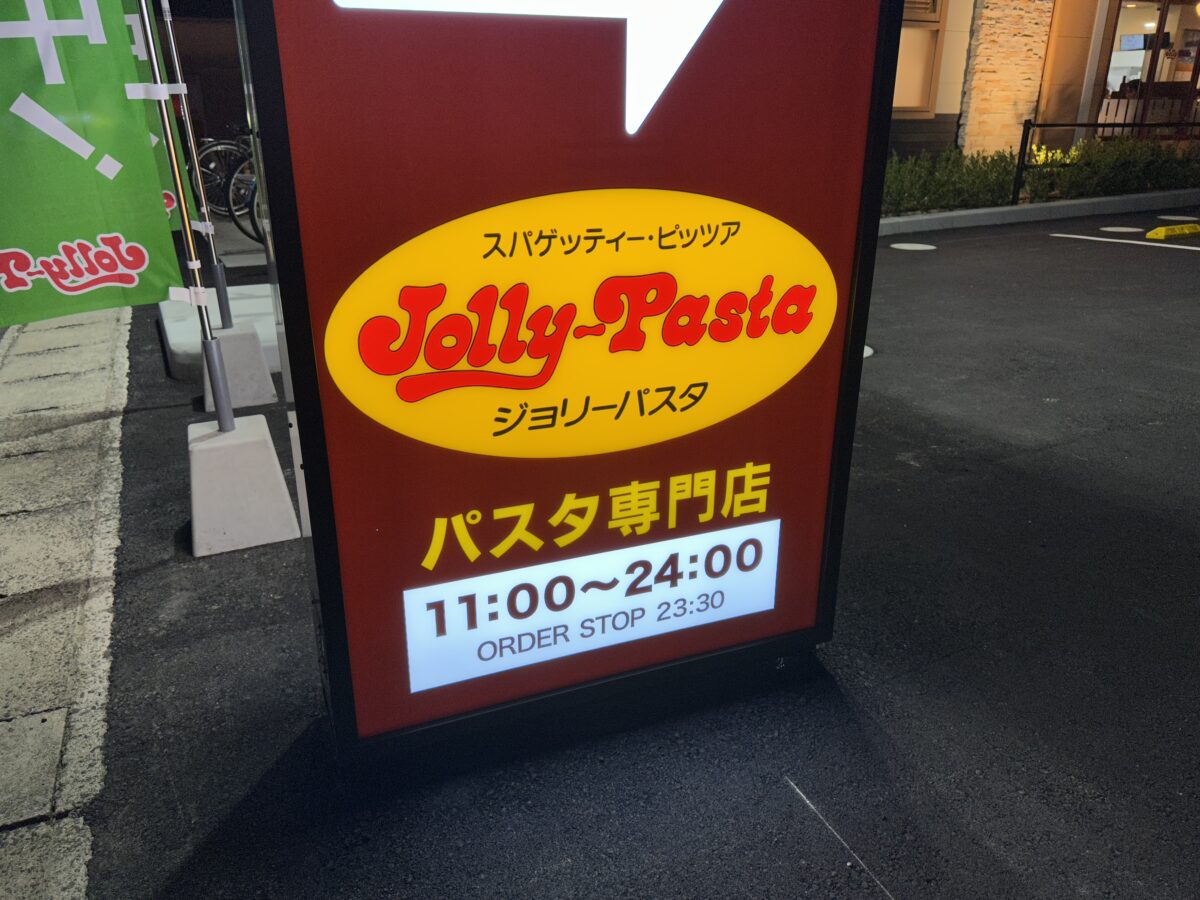 スパゲッティー・ピッツア
Jolly-Pasta
ジョリーパスタ
パスタ専門店
11:00〜24:00
ORDER STOP 23:30
Jolly-P